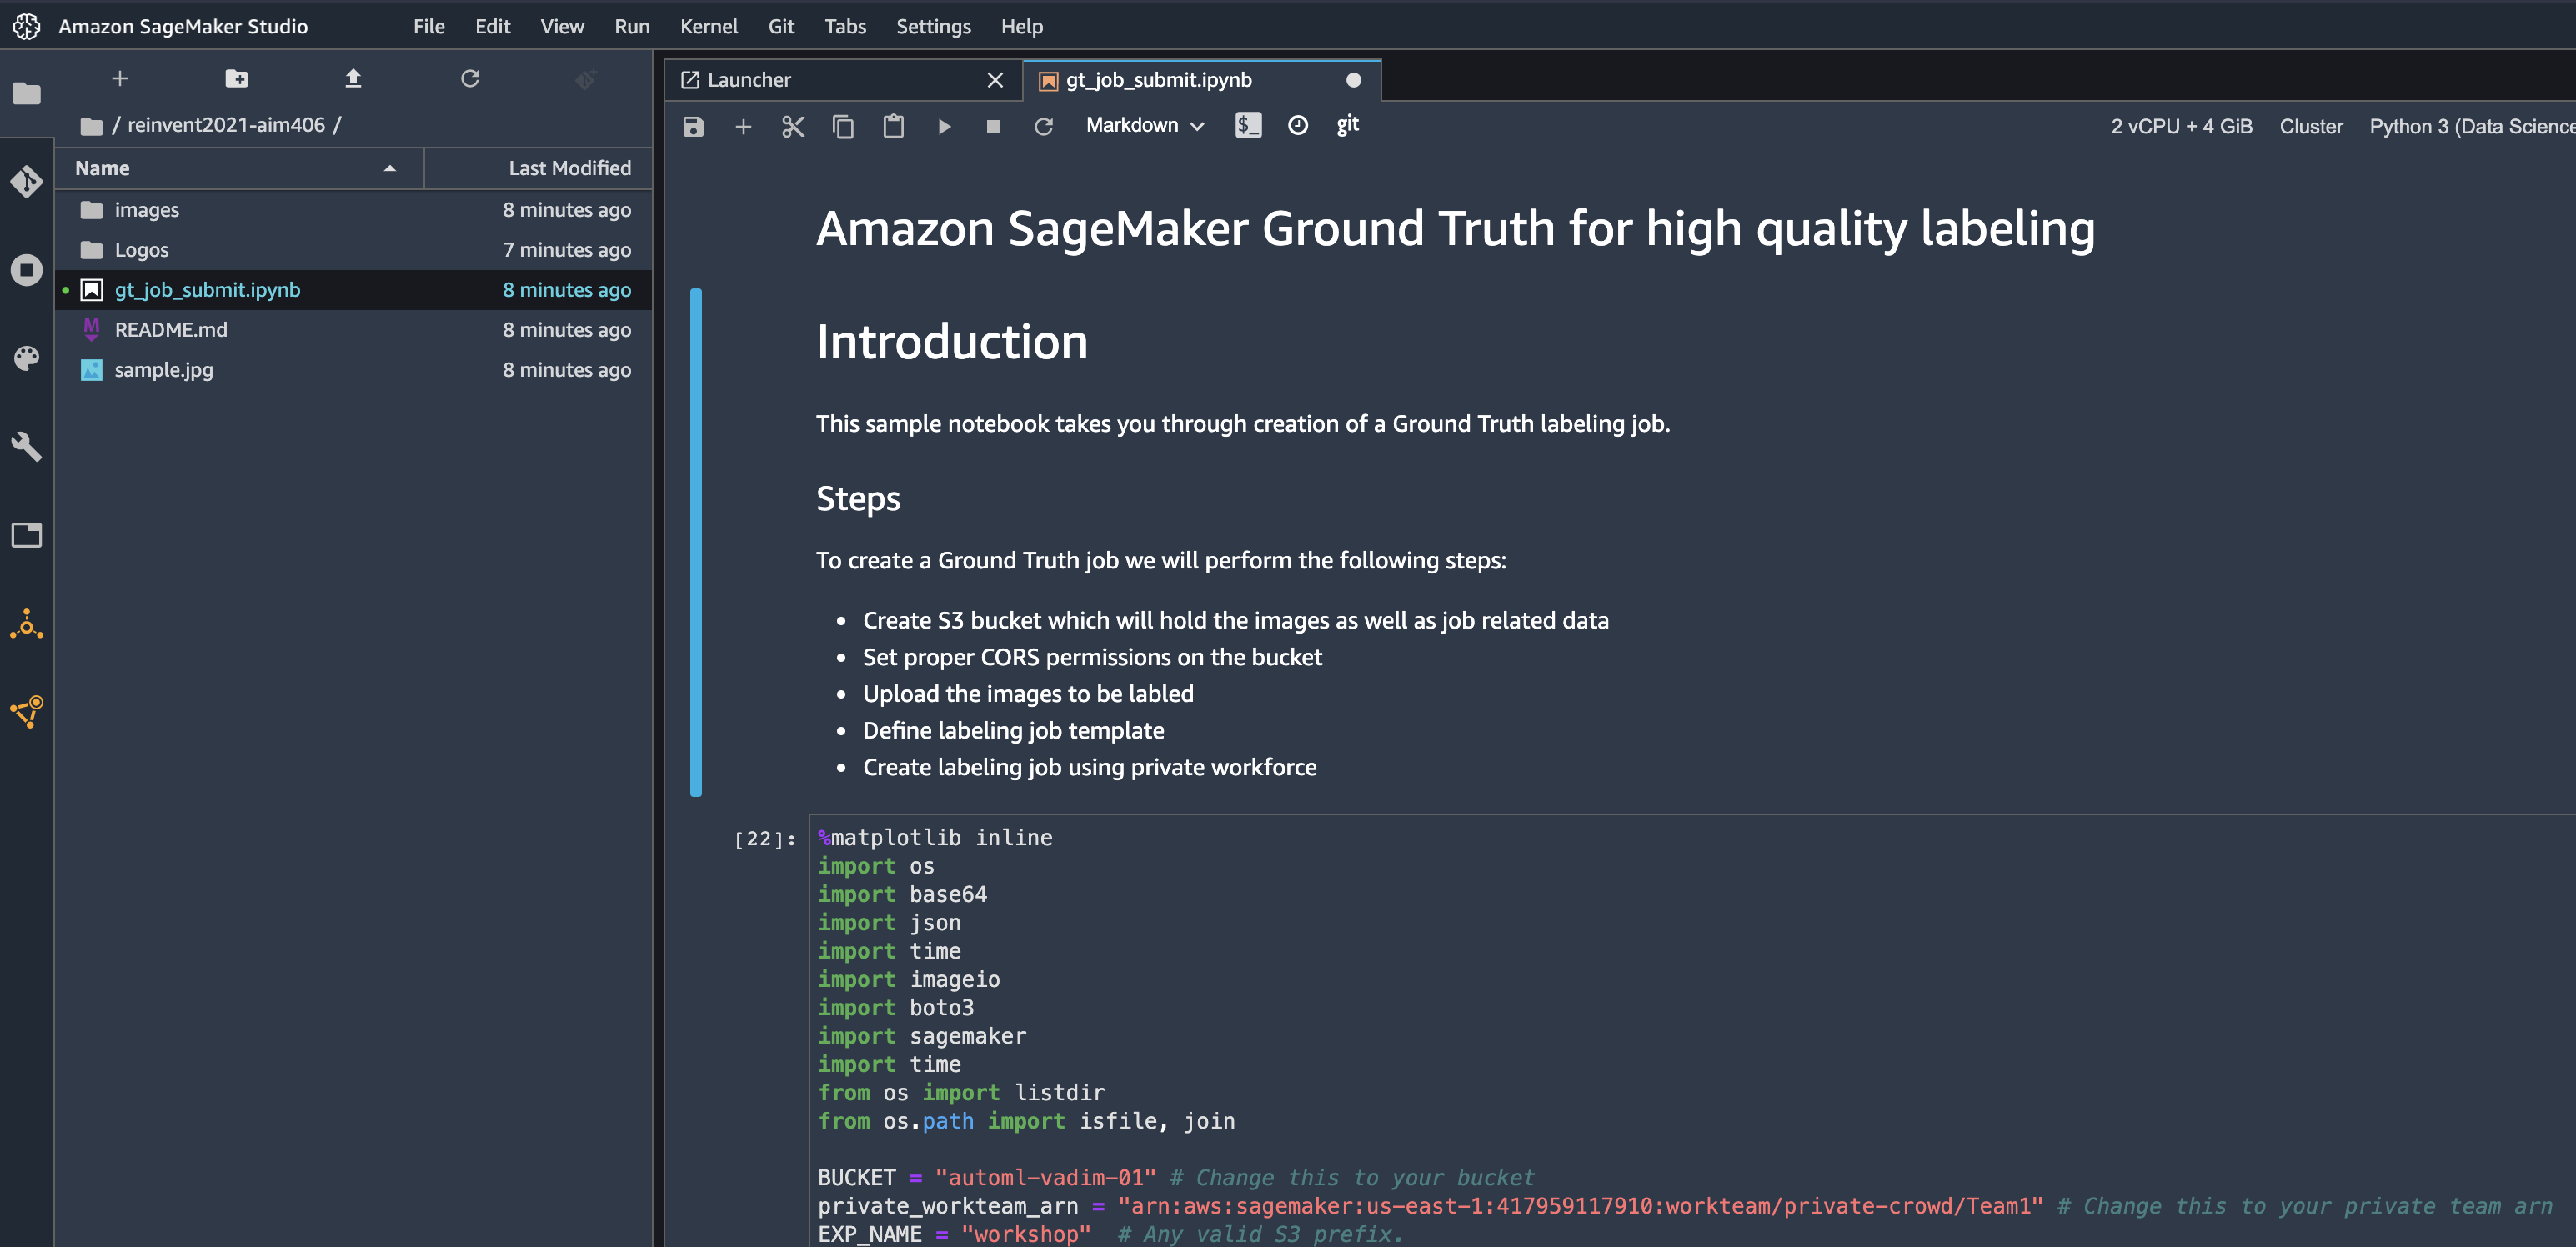 Amazon SageMaker Studio File Edit View Run Kernel Git Tabs Settings Help
/ reinvent2021-aim406 /
Name Last Modified
images 8 minutes ago
Logos 7 minutes ago
gt_job_submit.ipynb 8 minutes ago
README.md 8 minutes ago
sample.jpg 8 minutes ago
Launcher gt_job_submit.ipynb
Markdown $_ git 2 vCPU + 4 GiB Cluster Python 3 (Data Science
Amazon SageMaker Ground Truth for high quality labeling
Introduction
This sample notebook takes you through creation of a Ground Truth labeling job.
Steps
To create a Ground Truth job we will perform the following steps:
• Create S3 bucket which will hold the images as well as job related data
• Set proper CORS permissions on the bucket
• Upload the images to be labled
• Define labeling job template
• Create labeling job using private workforce
[22]: %matplotlib inline
import os
import base64
import json
import time
import imageio
import boto3
import sagemaker
import time
from os import listdir
from os.path import isfile, join
BUCKET = "automl-vadim-01" # Change this to your bucket
private_workteam_arn = "arn:aws:sagemaker:us-east-1:417959117910:workteam/private-crowd/Team1" # Change this to your private team arn
EXP_NAME = "workshop" # Any valid S3 prefix.